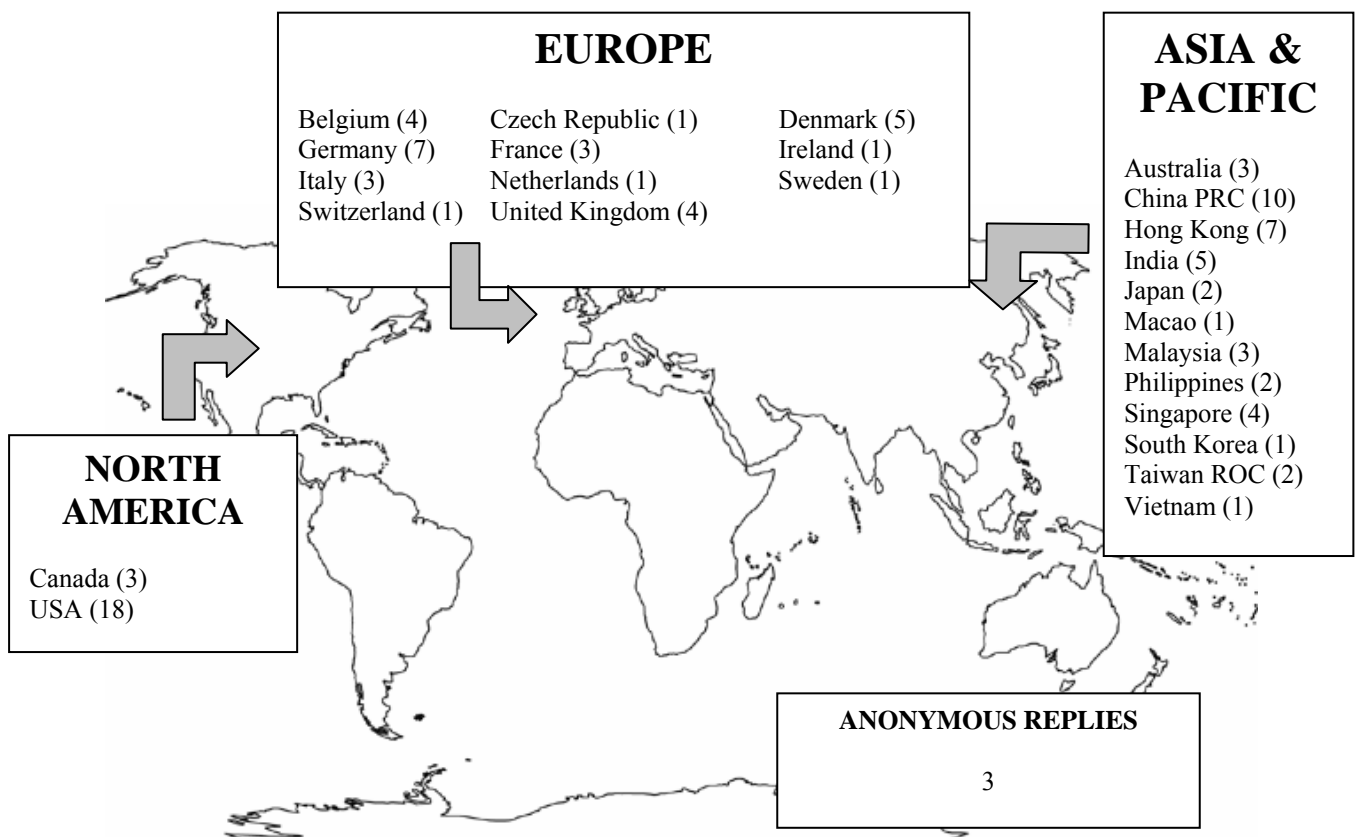 EUROPE
Belgium (4) Czech Republic (1) Denmark (5)
Germany (7) France (3) Ireland (1)
Italy (3) Netherlands (1) Sweden (1)
Switzerland (1) United Kingdom (4)
ASIA &
PACIFIC
Australia (3)
China PRC (10)
Hong Kong (7)
India (5)
Japan (2)
Macao (1)
Malaysia (3)
Philippines (2)
Singapore (4)
South Korea (1)
Taiwan ROC (2)
Vietnam (1)
NORTH
AMERICA
Canada (3)
USA (18)
ANONYMOUS REPLIES
3